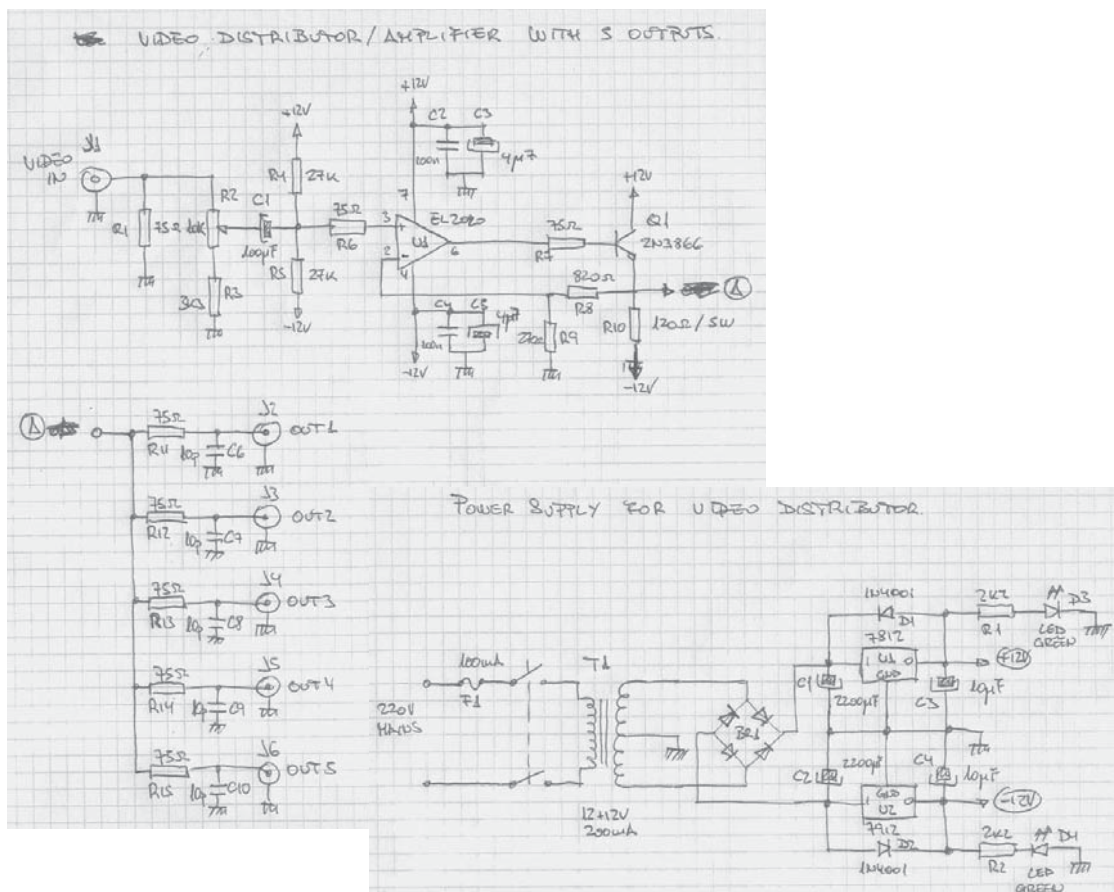 VIDEO DISTRIBUTOR/AMPLIFIER WITH 5 OUTPUTS.
+12V
C2
C3
100n
4µ7
J1
VIDEO
IN
R2
R4
27K
C1
100µF
R1
75Ω
10K
75Ω
R6
7
3
+
EL2020
U1
2
-
4
6
75Ω
R7
+12V
Q1
2N3866
R5
27K
R3
-12V
C4
C5
100n
4µ7
820Ω
R8
A
R9
R10
120Ω/5W
-12V
-12V
A
75Ω
J2
OUT1
R11
10p
C6
75Ω
J3
OUT2
R12
10p
C7
75Ω
J4
OUT3
R13
10p
C8
75Ω
J5
OUT4
R14
10p
C9
75Ω
J6
OUT5
R15
10p
C10
POWER SUPPLY FOR VIDEO DISTRIBUTOR.
1N4001
D1
2K2
R1
D3
LED
GREEN
7812
I
U1
O
GND
+12V
100mA
F1
T1
C1
2200µF
C3
10µF
220V
MAINS
BR1
C2
2200µF
C4
10µF
12+12V
200mA
GND
I
U2
O
-12V
7912
D2
1N4001
2K2
R2
D4
LED
GREEN